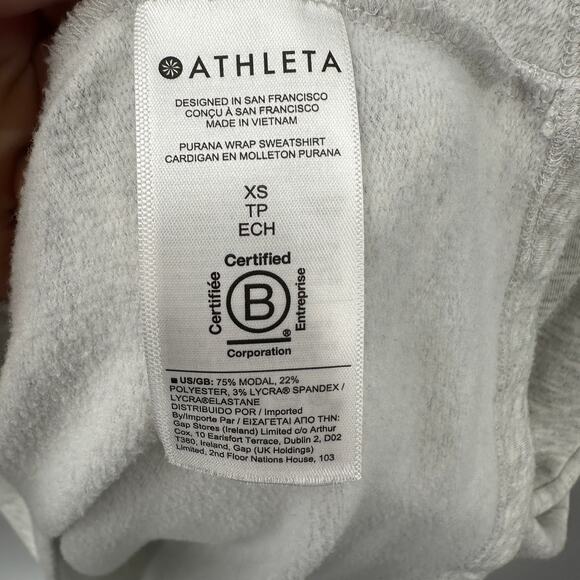 ATHLETA
DESIGNED IN SAN FRANCISCO
CONÇU À SAN FRANCISCO
MADE IN VIETNAM
PURANA WRAP SWEATSHIRT
CARDIGAN EN MOLLETON PURANA
XS
TP
ECH
Certified
Certifiée
B
Entreprise
®
Corporation
US/GB: 75% MODAL, 22%
POLYESTER, 3% LYCRA® SPANDEX /
LYCRA®ELASTANE
DISTRIBUIDO POR / Imported
By/Importe Par / ΕΙΣΑΓΕΤΑΙ ΑΠΟ ΤΗΝ:
Gap Stores (Ireland) Limited c/o Arthur
Cox, 10 Earlsfort Terrace, Dublin 2, D02
T380, Ireland, Gap (UK Holdings)
Limited, 2nd Floor Nations House, 103